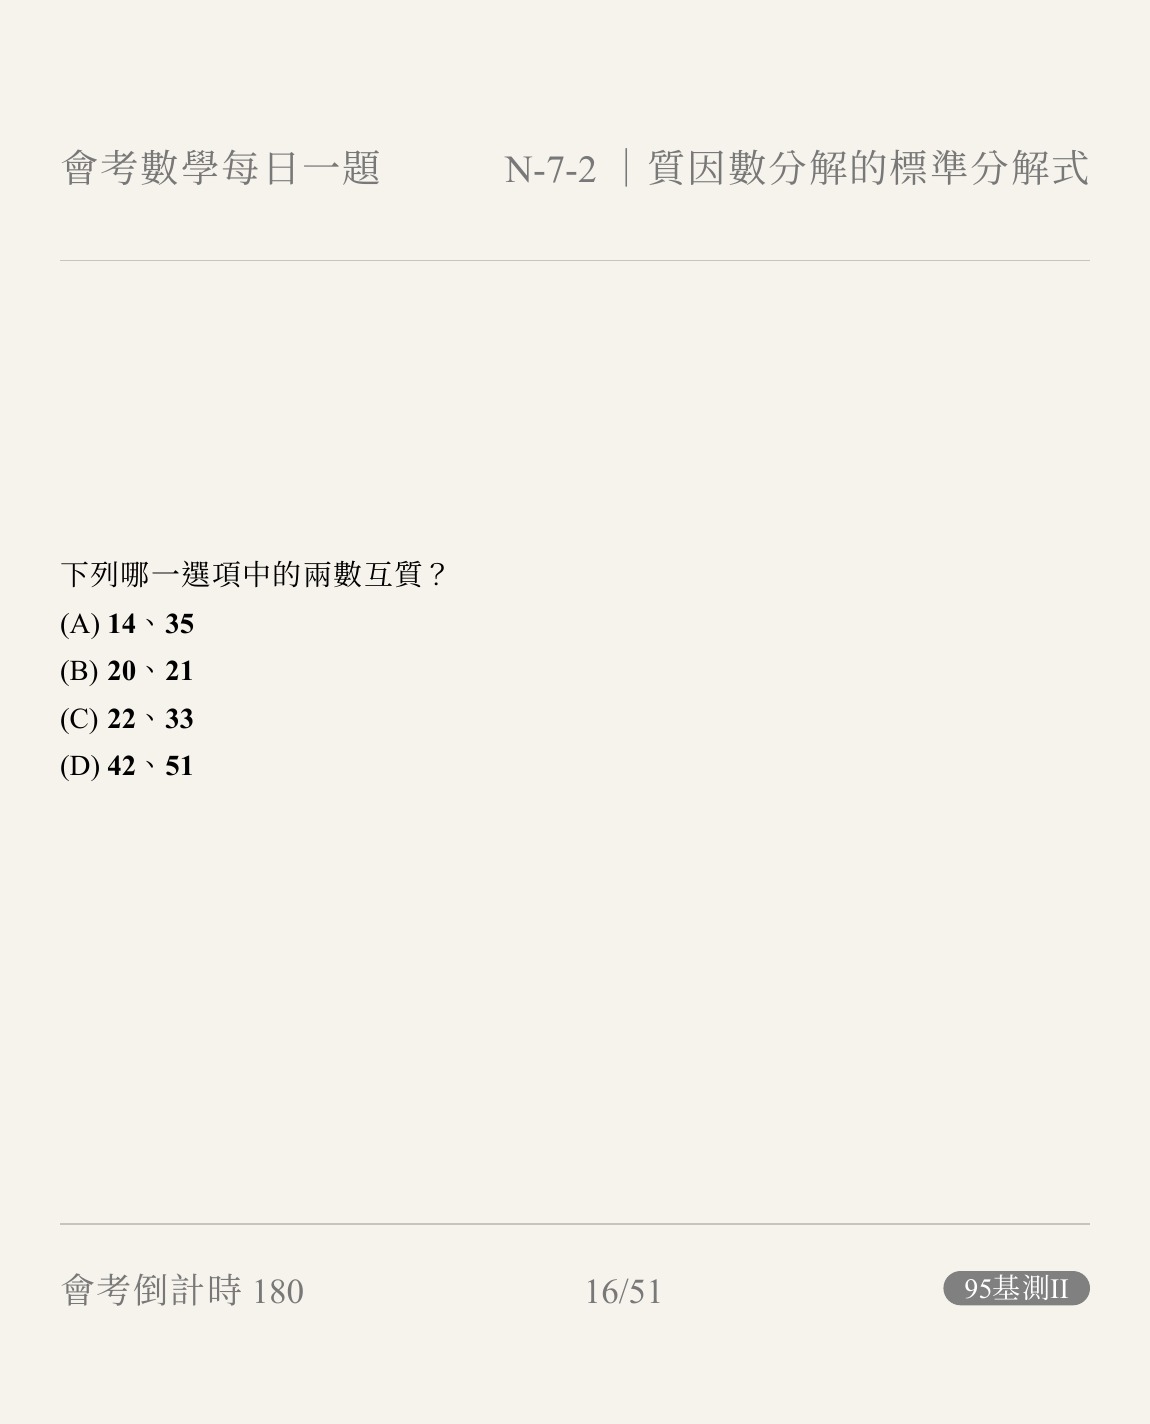 會考數學每日一題
N-7-2｜質因數分解的標準分解式
下列哪一選項中的兩數互質？
(A) 14、35
(B) 20、21
(C) 22、33
(D) 42、51
會考倒計時 180
16/51
95基測II